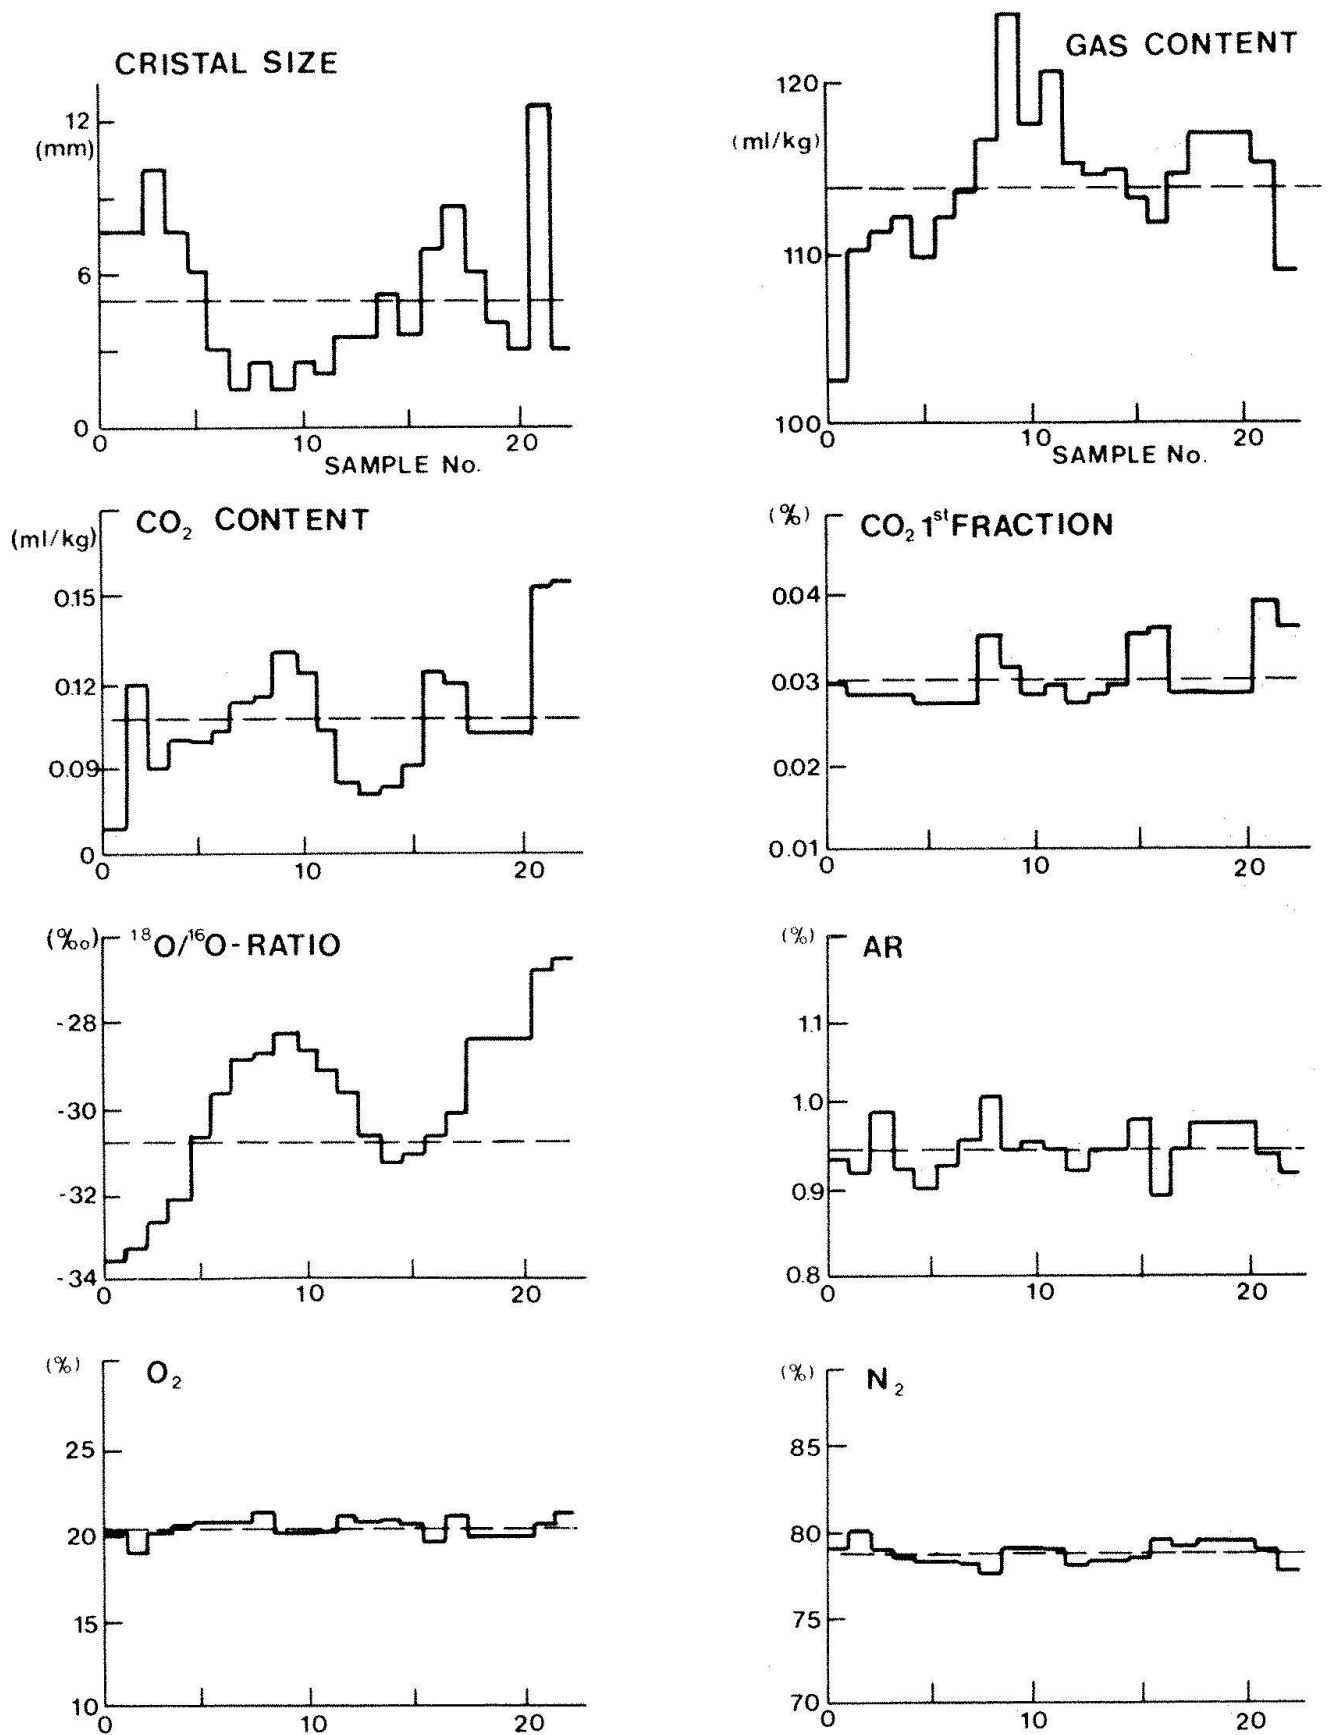 CRISTAL SIZE
12
(mm)
6
0
0 10 20
SAMPLE No.
GAS CONTENT
120
(ml/kg)
110
100
0 10 20
SAMPLE No.
CO₂ CONTENT
(ml/kg)
0.15
0.12
0.09
0
0 10 20
(%)
CO₂ 1ˢᵗ FRACTION
0.04
0.03
0.02
0.01
0 10 20
(‰) ¹⁸O/¹⁶O-RATIO
-28
-30
-32
-34
0 10 20
(%)
AR
1.1
1.0
0.9
0.8
0 10 20
(%)
O₂
25
20
15
10
0 10 20
(%)
N₂
85
80
75
70
0 10 20